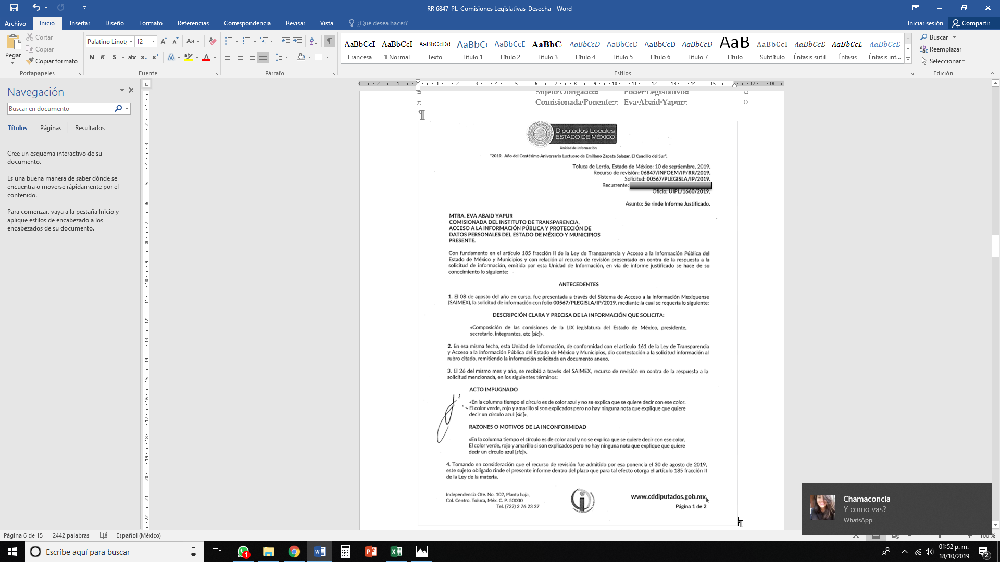 RR 6847-PL-Comisiones Legislativas-Desecha - Word
Archivo Inicio Insertar Diseño Formato Referencias Correspondencia Revisar Vista ¿Qué desea hacer? Iniciar sesión Compartir
Pegar
Cortar
Copiar
Copiar formato
Portapapeles
Palatino Linoty 12
N K S abc x₂ x²
Fuente
Párrafo
AaBbCcI AaBbCcI AaBbCcDd AaBbCc AaBbCcD AaBbC AaBbCcD AaBbCcD AaBbCcD AaBbCcD AaB AaBbCcI AaBbCcD AaBbCcD AaBbCcD
Francesa ¶ Normal Texto Título 1 Título 2 Título 3 Título 4 Título 5 Título 6 Título 7 Título Subtítulo Énfasis sutil Énfasis Énfasis int...
Estilos
Buscar
Reemplazar
Seleccionar
Edición
Navegación
Buscar en documento
Títulos Páginas Resultados
Cree un esquema interactivo de su
documento.
Es una buena manera de saber dónde se
encuentra o moverse rápidamente por el
contenido.
Para comenzar, vaya a la pestaña Inicio y
aplique estilos de encabezado a los
encabezados de su documento.
Sujeto·Obligado:¤ Poder·Legislativo¤
Comisionada·Ponente:¤ Eva·Abaid·Yapur¤
Diputados Locales
ESTADO DE MÉXICO
Unidad de Información
"2019. Año del Centésimo Aniversario Luctuoso de Emiliano Zapata Salazar. El Caudillo del Sur".
Toluca de Lerdo, Estado de México; 10 de septiembre, 2019.
Recurso de revisión: 06847/INFOEM/IP/RR/2019.
Solicitud: 00567/PLEGISLA/IP/2019.
Recurrente:
Oficio: UIPL/1660/2019.
Asunto: Se rinde Informe Justificado.
MTRA. EVA ABAID YAPUR
COMISIONADA DEL INSTITUTO DE TRANSPARENCIA,
ACCESO A LA INFORMACIÓN PÚBLICA Y PROTECCIÓN DE
DATOS PERSONALES DEL ESTADO DE MÉXICO Y MUNICIPIOS
PRESENTE.
Con fundamento en el artículo 185 fracción II de la Ley de Transparencia y Acceso a la Información Pública del
Estado de México y Municipios y con relación al recurso de revisión presentado en contra de la respuesta a la
solicitud de información, emitida por esta Unidad de Información, en vía de informe justificado se hace de su
conocimiento lo siguiente:
ANTECEDENTES
1. El 08 de agosto del año en curso, fue presentada a través del Sistema de Acceso a la Información Mexiquense
(SAIMEX), la solicitud de información con folio 00567/PLEGISLA/IP/2019, mediante la cual se requería lo siguiente:
DESCRIPCIÓN CLARA Y PRECISA DE LA INFORMACIÓN QUE SOLICITA:
«Composición de las comisiones de la LIX legislatura del Estado de México, presidente,
secretario, integrantes, etc [sic]».
2. En esa misma fecha, esta Unidad de Información, de conformidad con el artículo 161 de la Ley de Transparencia
y Acceso a la Información Pública del Estado de México y Municipios, dio contestación a la solicitud información al
rubro citado, remitiendo la información solicitada en documento anexo.
3. El 26 del mismo mes y año, se recibió a través del SAIMEX, recurso de revisión en contra de la respuesta a la
solicitud mencionada, en los siguientes términos:
ACTO IMPUGNADO
«En la columna tiempo el círculo es de color azul y no se explica que se quiere decir con ese color.
El color verde, rojo y amarillo si son explicados pero no hay ninguna nota que explique que quiere
decir un círculo azul [sic]».
RAZONES O MOTIVOS DE LA INCONFORMIDAD
«En la columna tiempo el círculo es de color azul y no se explica que se quiere decir con ese color.
El color verde, rojo y amarillo si son explicados pero no hay ninguna nota que explique que quiere
decir un círculo azul [sic]».
4. Tomando en consideración que el recurso de revisión fue admitido por esa ponencia el 30 de agosto de 2019,
este sujeto obligado rinde el presente informe dentro del plazo que para tal efecto otorga el artículo 185 fracción II
de la Ley de la materia.
Independencia Ote. No. 102, Planta baja,
Col. Centro. Toluca, Méx. C. P. 50000
Tel. (722) 2 76 23 37
www.cddiputados.gob.mx
Página 1 de 2
Chamaconcia
Y como vas?
WhatsApp
Página 6 de 15 2442 palabras Español (México) 100 %
Escribe aquí para buscar
01:52 p. m.
18/10/2019